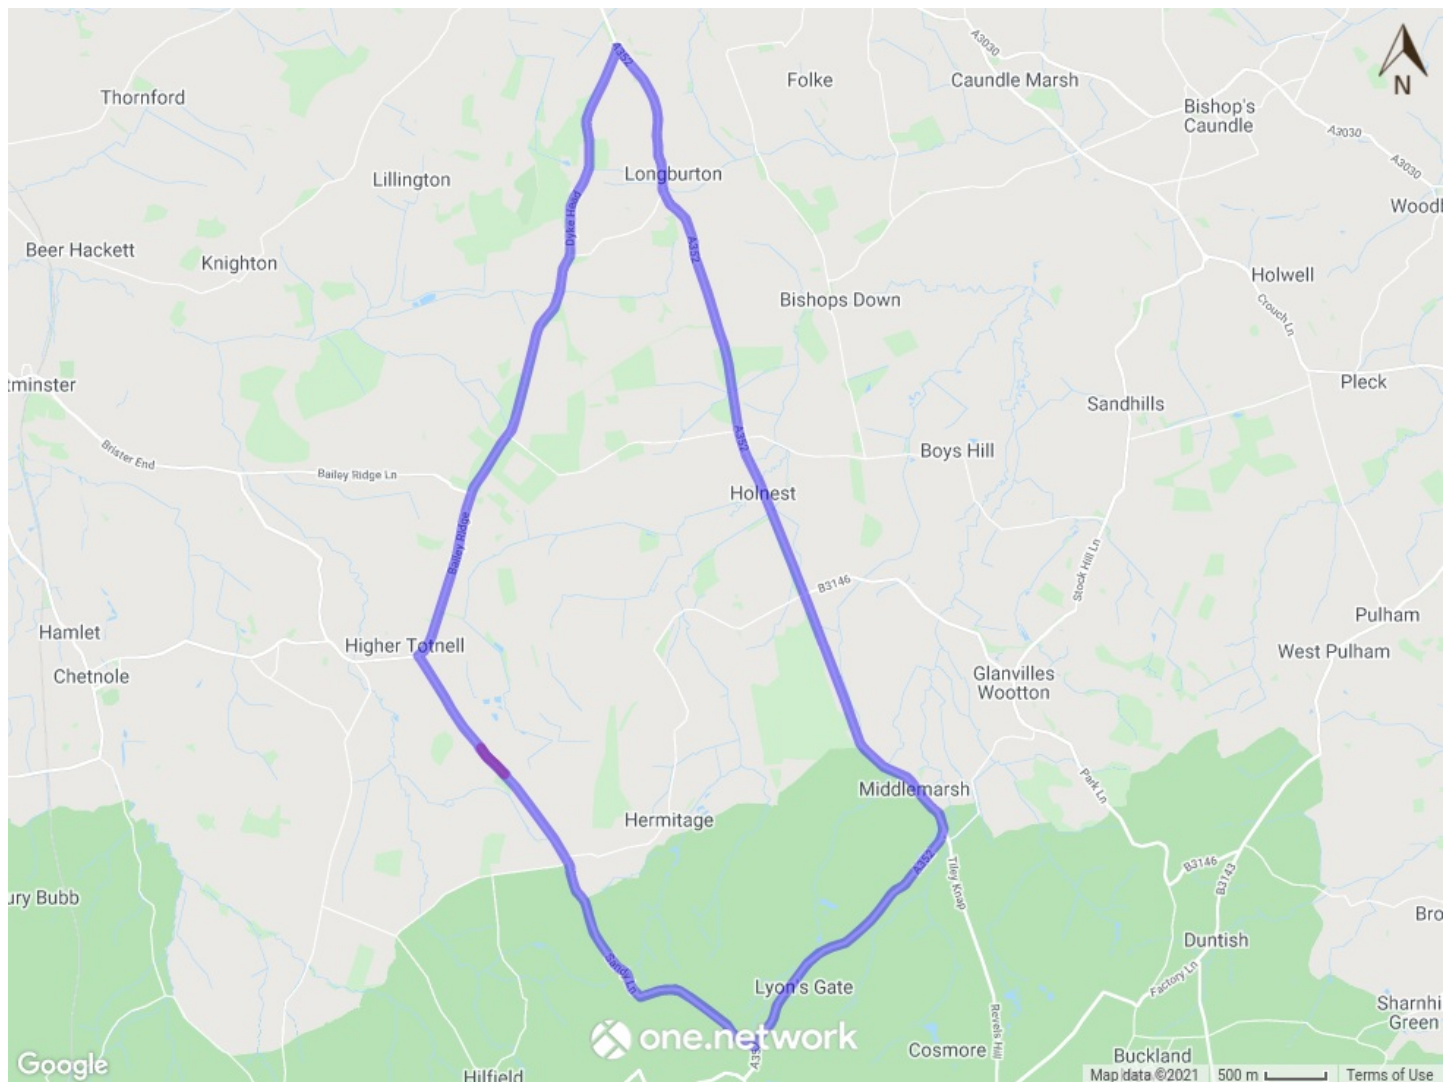 A352
A3030
Folke
Caundle Marsh
N
Thornford
Bishop's
Caundle
A3030
A3030
Longburton
Lillington
Dyke Head
Woodl
A352
Beer Hackett
Knighton
Holwell
Bishops Down
Crouch Ln
tminster
Pleck
Sandhills
A352
Brister End
Boys Hill
Bailey Ridge Ln
Holnest
Bailey Ridge
Stock Hill Ln
B3146
Pulham
Hamlet
Higher Totnell
West Pulham
Chetnole
Glanvilles
Wootton
Park Ln
Middlemarsh
Hermitage
A352
B3146
B3143
Tiley Knap
ury Bubb
Bro
Duntish
Sandy Ln
Factory Ln
Lyon's Gate
Sharnhi
Green
Revels Hill
one.network
Cosmore
Buckland
Google
Hilfield
Map data ©2021
500 m
Terms of Use